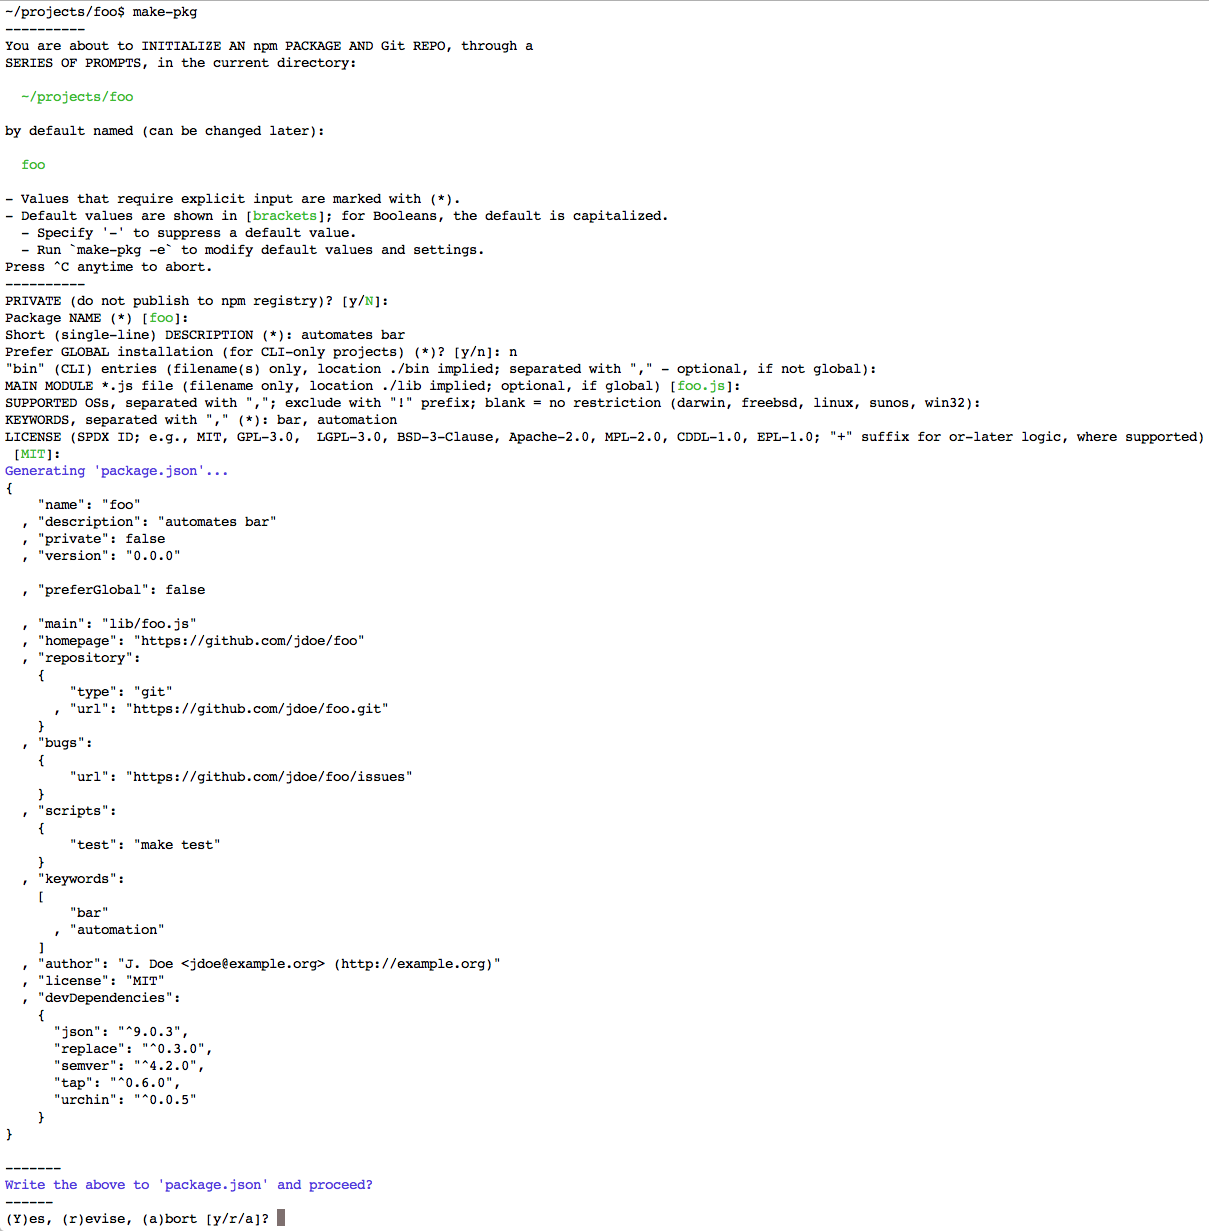 ~/projects/foo$ make-pkg
----------
You are about to INITIALIZE AN npm PACKAGE AND Git REPO, through a
SERIES OF PROMPTS, in the current directory:
~/projects/foo
by default named (can be changed later):
foo
- Values that require explicit input are marked with (*).
- Default values are shown in [brackets]; for Booleans, the default is capitalized.
- Specify '-' to suppress a default value.
- Run `make-pkg -e` to modify default values and settings.
Press ^C anytime to abort.
----------
PRIVATE (do not publish to npm registry)? [y/N]:
Package NAME (*) [foo]:
Short (single-line) DESCRIPTION (*): automates bar
Prefer GLOBAL installation (for CLI-only projects) (*)? [y/n]: n
"bin" (CLI) entries (filename(s) only, location ./bin implied; separated with "," - optional, if not global):
MAIN MODULE *.js file (filename only, location ./lib implied; optional, if global) [foo.js]:
SUPPORTED OSs, separated with ","; exclude with "!" prefix; blank = no restriction (darwin, freebsd, linux, sunos, win32):
KEYWORDS, separated with "," (*): bar, automation
LICENSE (SPDX ID; e.g., MIT, GPL-3.0,  LGPL-3.0, BSD-3-Clause, Apache-2.0, MPL-2.0, CDDL-1.0, EPL-1.0; "+" suffix for or-later logic, where supported)
[MIT]:
Generating 'package.json'...
{
"name": "foo"
, "description": "automates bar"
, "private": false
, "version": "0.0.0"
, "preferGlobal": false
, "main": "lib/foo.js"
, "homepage": "https://github.com/jdoe/foo"
, "repository":
{
"type": "git"
, "url": "https://github.com/jdoe/foo.git"
}
, "bugs":
{
"url": "https://github.com/jdoe/foo/issues"
}
, "scripts":
{
"test": "make test"
}
, "keywords":
[
"bar"
, "automation"
]
, "author": "J. Doe <jdoe@example.org> (http://example.org)"
, "license": "MIT"
, "devDependencies":
{
"json": "^9.0.3",
"replace": "^0.3.0",
"semver": "^4.2.0",
"tap": "^0.6.0",
"urchin": "^0.0.5"
}
}
-------
Write the above to 'package.json' and proceed?
------
(Y)es, (r)evise, (a)bort [y/r/a]?